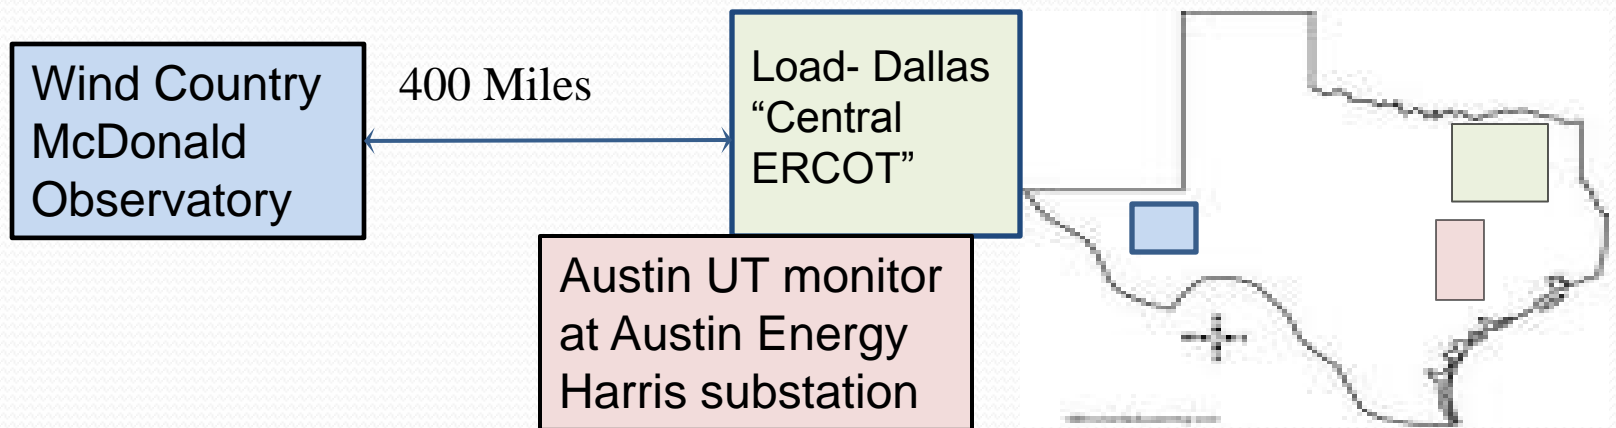 Wind Country
McDonald
Observatory
400 Miles
Load- Dallas
“Central
ERCOT”
Austin UT monitor
at Austin Energy
Harris substation